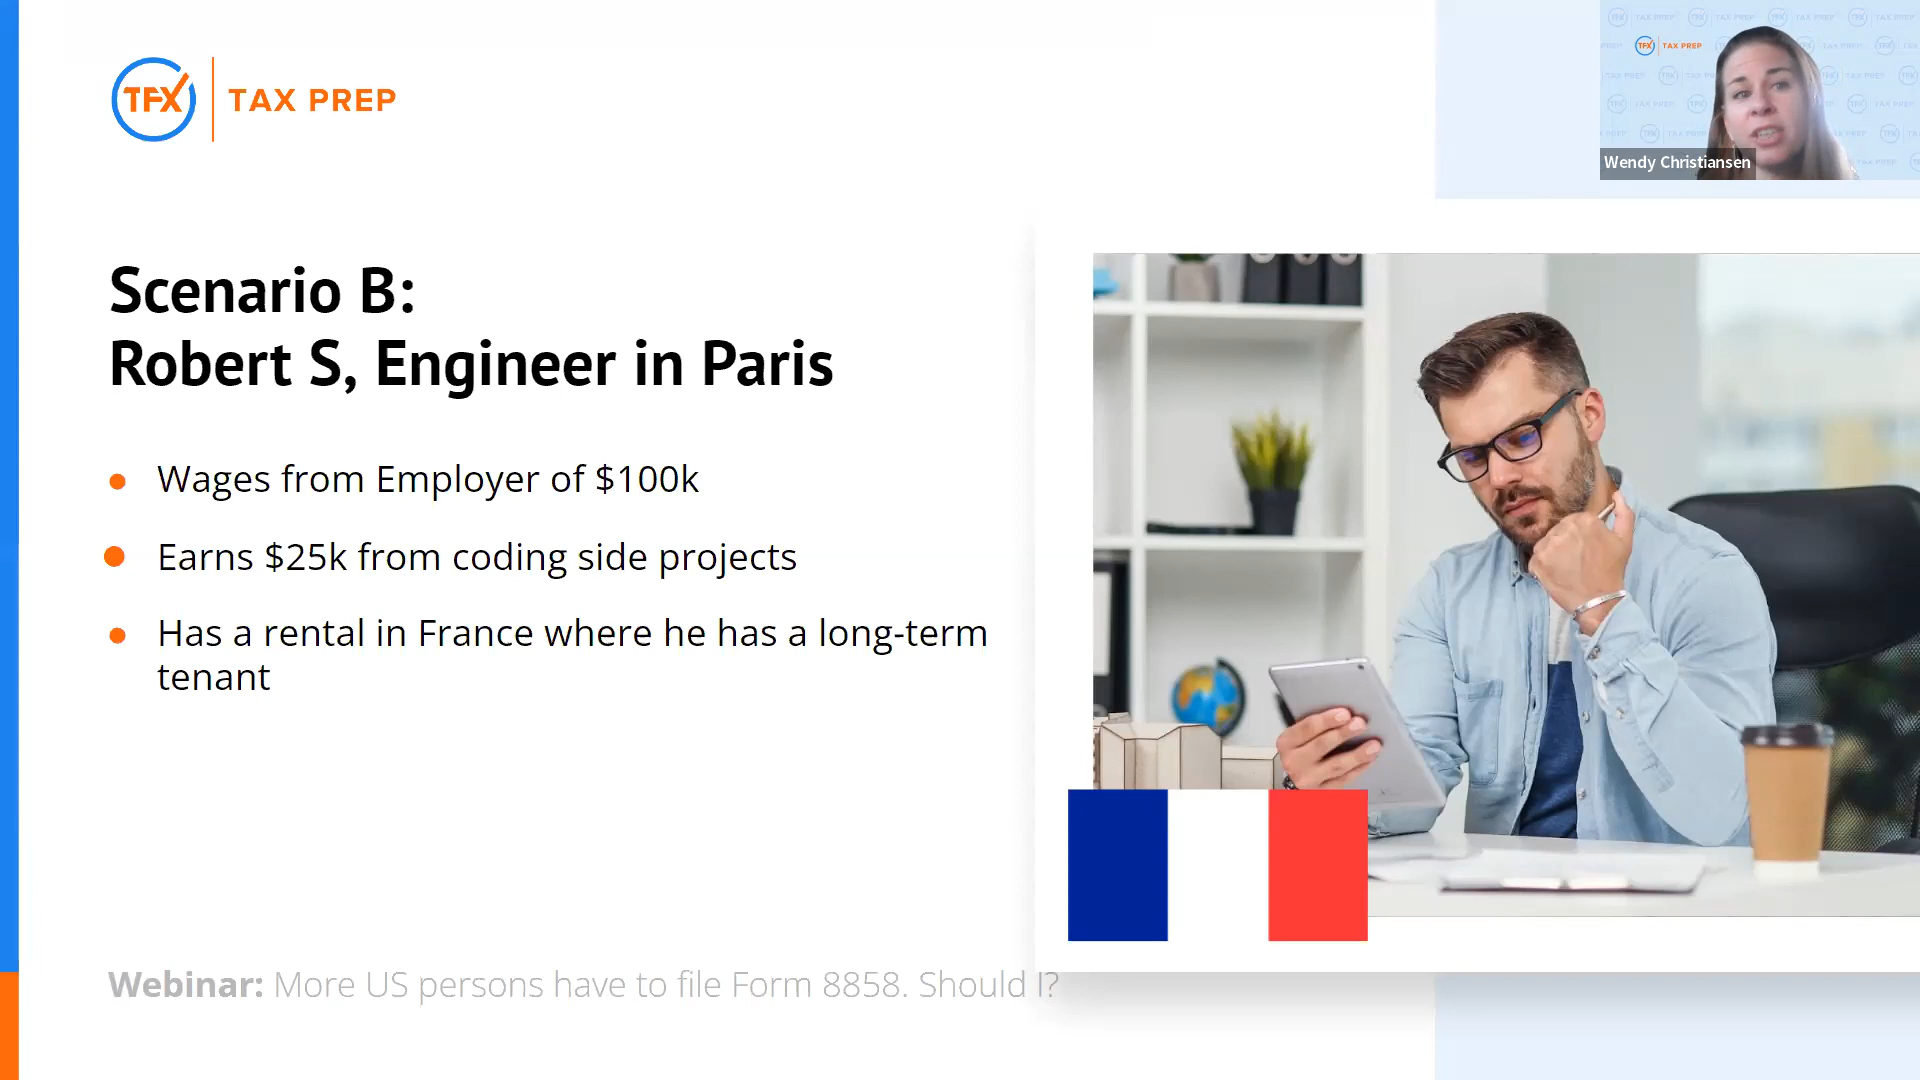 TFX TAX PREP
TFX TAX PREP
Wendy Christiansen
Scenario B:
Robert S, Engineer in Paris
Wages from Employer of $100k
Earns $25k from coding side projects
Has a rental in France where he has a long-term
tenant
Webinar: More US persons have to file Form 8858. Should I?